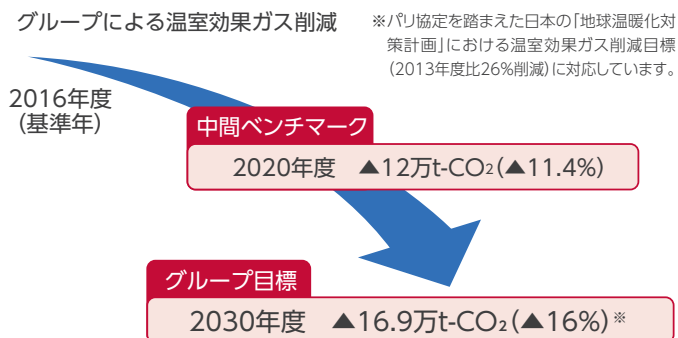 グループによる温室効果ガス削減
※パリ協定を踏まえた日本の「地球温暖化対
策計画」における温室効果ガス削減目標
(2013年度比26%削減)に対応しています。
2016年度
(基準年)
中間ベンチマーク
2020年度 ▲12万t-CO₂(▲11.4%)
グループ目標
2030年度 ▲16.9万t-CO₂(▲16%)※